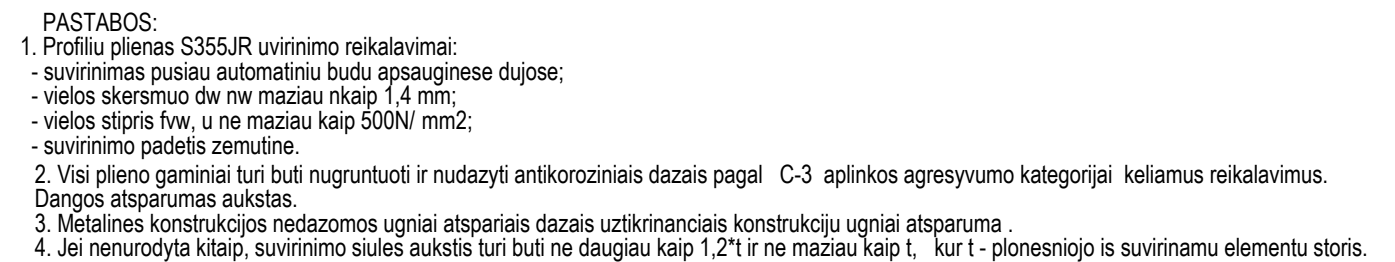 PASTABOS:
1. Profiliu plienas S355JR uvirinimo reikalavimai:
- suvirinimas pusiau automatiniu budu apsauginese dujose;
- vielos skersmuo dw nw maziau nkaip 1,4 mm;
- vielos stipris fvw, u ne maziau kaip 500N/ mm2;
- suvirinimo padetis zemutine.
2. Visi plieno gaminiai turi buti nugruntuoti ir nudazyti antikoroziniais dazais pagal C-3 aplinkos agresyvumo kategorijai keliamus reikalavimus.
Dangos atsparumas aukstas.
3. Metalines konstrukcijos nedazomos ugniai atspariais dazais uztikrinanciais konstrukciju ugniai atsparuma .
4. Jei nenurodyta kitaip, suvirinimo siules aukstis turi buti ne daugiau kaip 1,2*t ir ne maziau kaip t, kur t - plonesniojo is suvirinamu elementu storis.